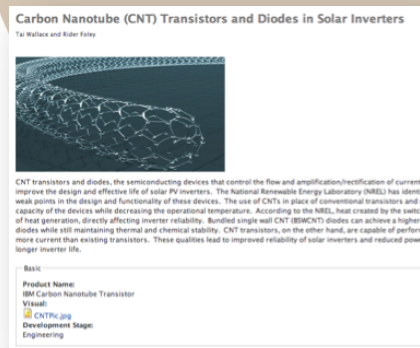 Carbon Nanotube (CNT) Transistors and Diodes in Solar Inverters
Tai Wallace and Rider Foley
CNT transistors and diodes, the semiconducting devices that control the flow and amplification/rectification of current
improve the design and effective life of solar PV inverters. The National Renewable Energy Laboratory (NREL) has
weak points in the design and functionality of these devices. The use of CNTs in place of conventional transistors and
capacity of the devices while decreasing the operational temperature. According to the NREL, heat created by the
of heat generation, directly affecting inverter reliability. Bundled single wall CNT (BSWCNT) diodes can achieve a higher
diodes while still maintaining thermal and chemical stability. CNT transistors, on the other hand, are capable of
more current than existing transistors. These qualities lead to improved reliability of solar inverters and reduced
longer inverter life.
Basic
Product Name:
IBM Carbon Nanotube Transistor
Visual:
CNTPic.jpg
Development Stage:
Engineering